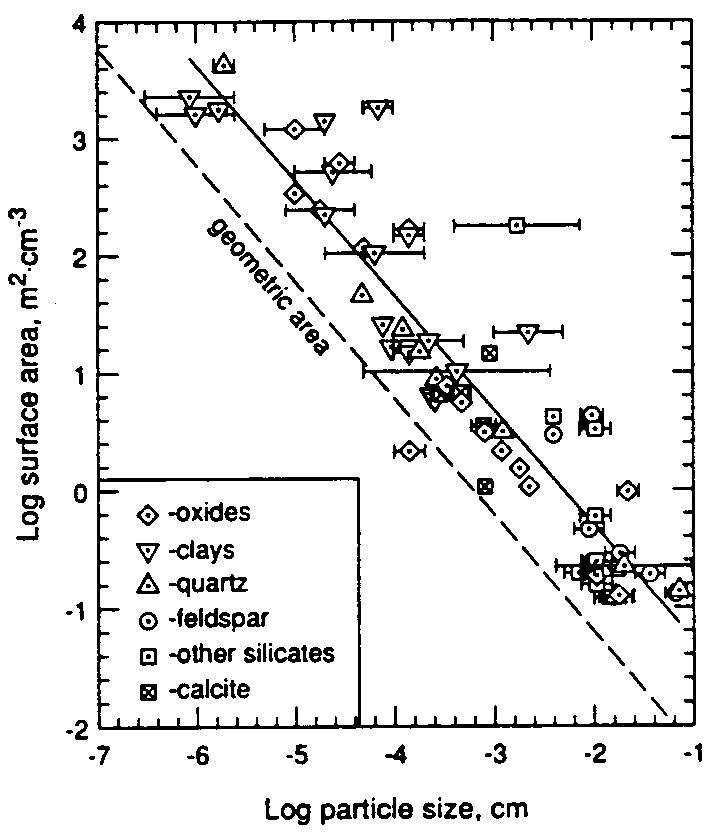 4
3
2
1
0
-1
-2
Log surface area, m²·cm⁻³
geometric area
◇ -oxides
▽ -clays
△ -quartz
○ -feldspar
□ -other silicates
⊠ -calcite
-7 -6 -5 -4 -3 -2 -1
Log particle size, cm